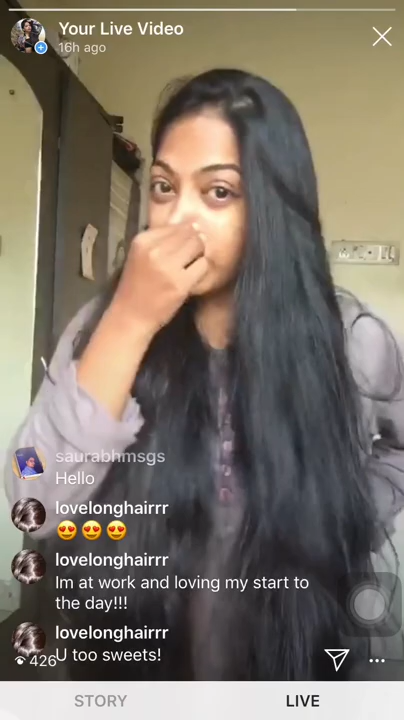 Your Live Video
16h ago
saurabhmsgs
Hello
lovelonghairrr
😍😍😍
lovelonghairrr
Im at work and loving my start to
the day!!!
lovelonghairrr
426
U too sweets!
STORY
LIVE